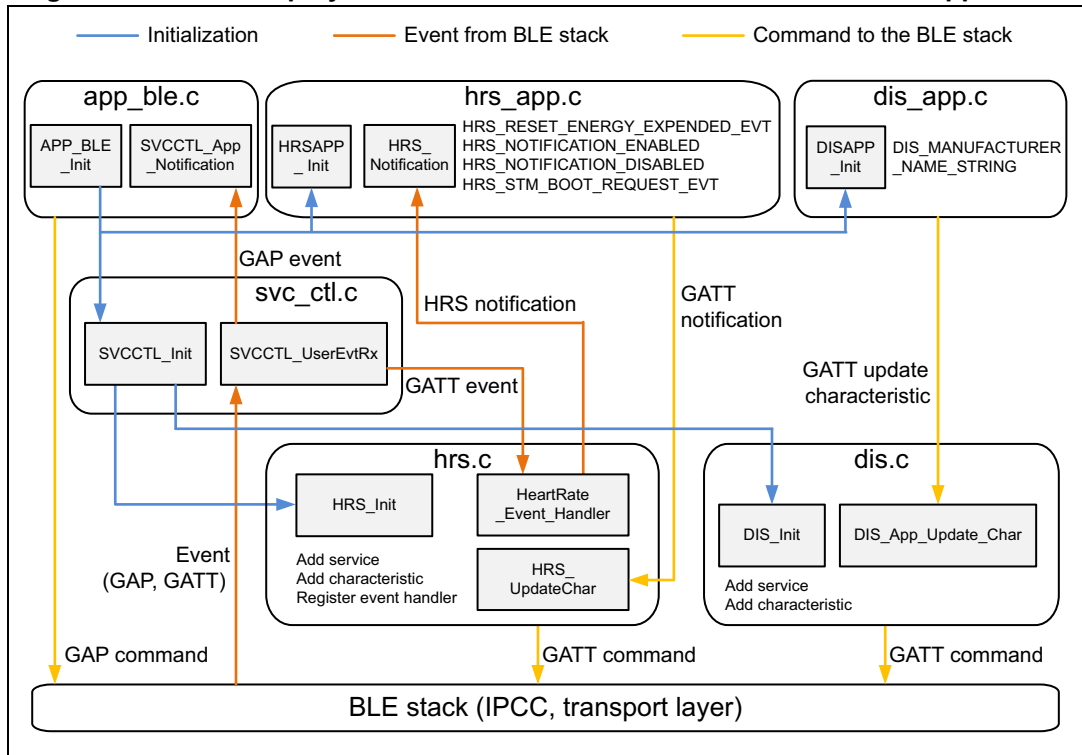 Initialization
Event from BLE stack
Command to the BLE stack
app_ble.c
hrs_app.c
dis_app.c
APP_BLE
_Init
SVCCTL_App
_Notification
HRSAPP
_ Init
HRS_
Notification
HRS_RESET_ENERGY_EXPENDED_EVT
HRS_NOTIFICATION_ENABLED
HRS_NOTIFICATION_DISABLED
HRS_STM_BOOT_REQUEST_EVT
DISAPP
_Init
DIS_MANUFACTURER
_NAME_STRING
GAP event
svc_ctl.c
HRS notification
GATT
notification
SVCCTL_Init
SVCCTL_UserEvtRx
GATT event
GATT update
characteristic
hrs.c
dis.c
HRS_Init
HeartRate
_Event_Handler
DIS_Init
DIS_App_Update_Char
Event
(GAP, GATT)
Add service
Add characteristic
Register event handler
HRS_
UpdateChar
Add service
Add characteristic
GAP command
GATT command
GATT command
BLE stack (IPCC, transport layer)